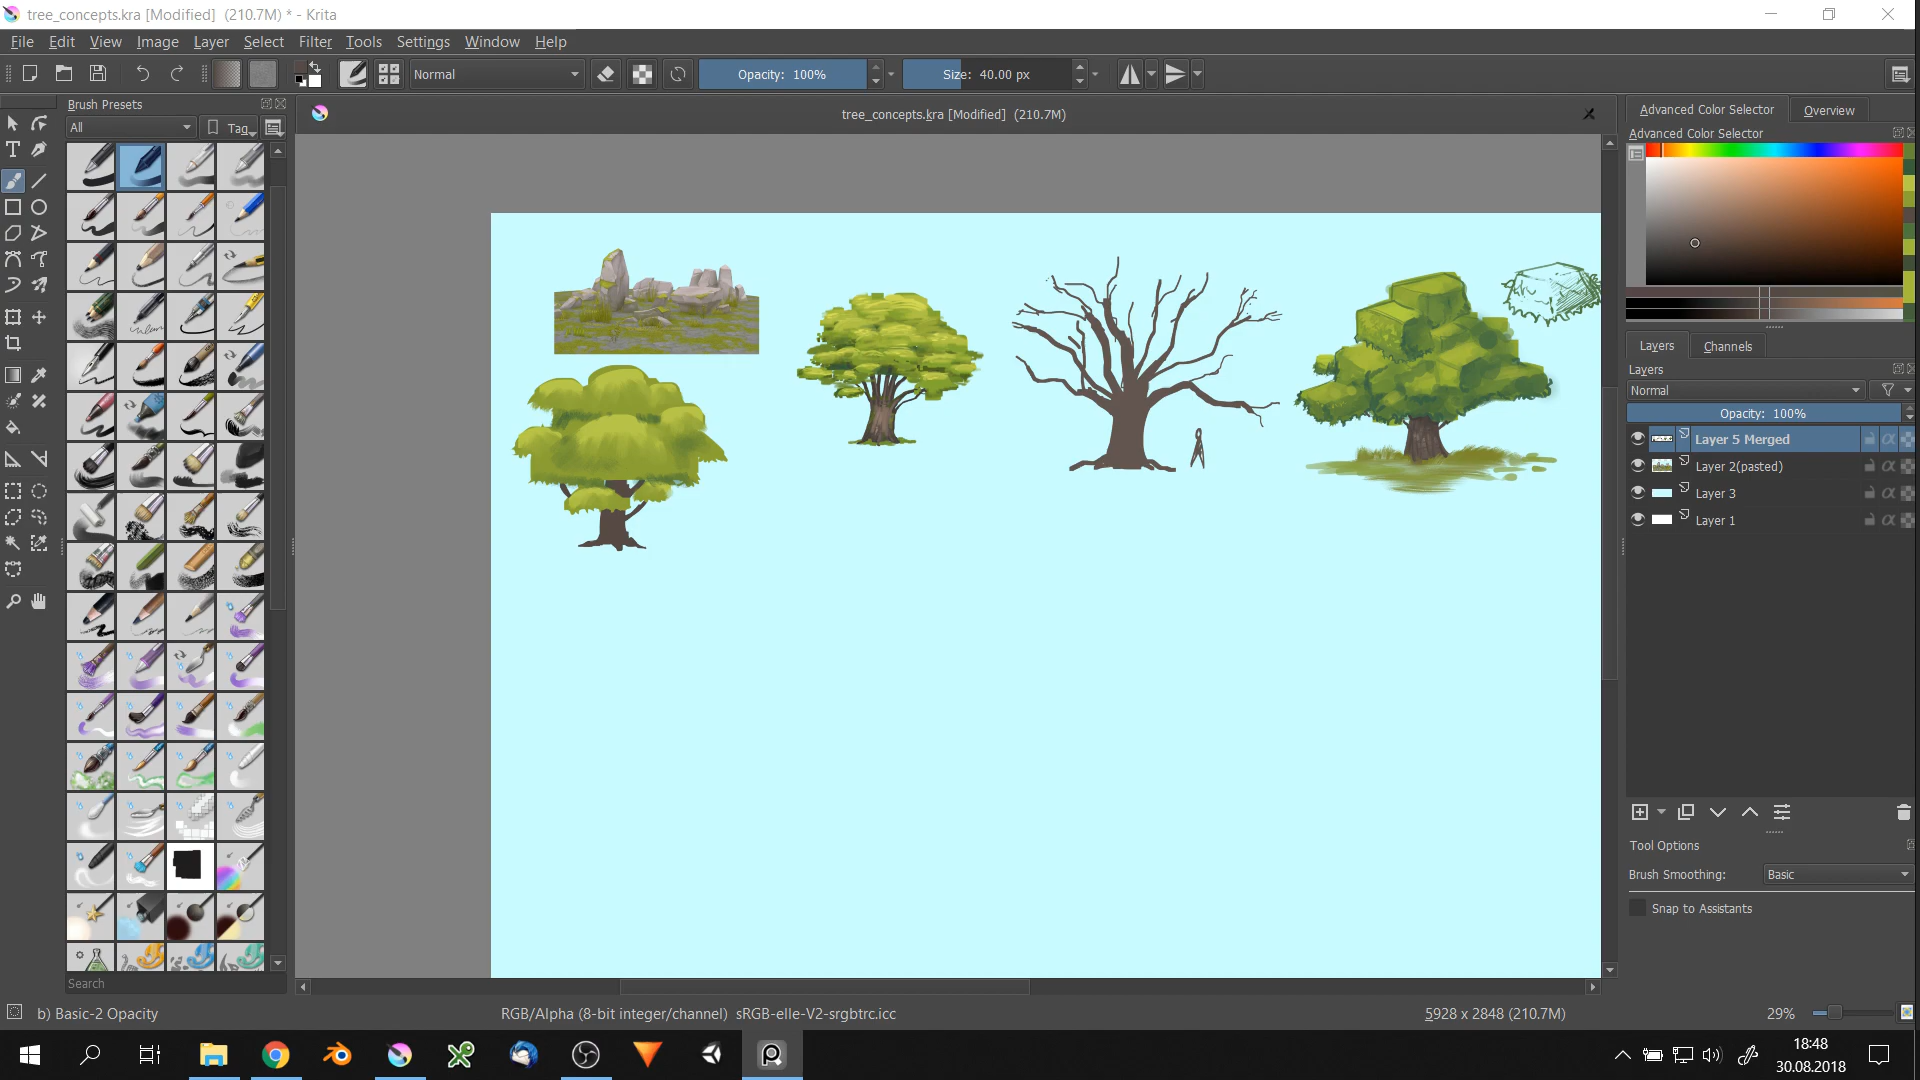 tree_concepts.kra [Modified]  (210.7M) * - Krita
File Edit View Image Layer Select Filter Tools Settings Window Help
Normal
Opacity: 100%
Size: 40.00 px
Brush Presets
All
Tag
tree_concepts.kra [Modified]  (210.7M)
Advanced Color Selector
Overview
Advanced Color Selector
Layers
Channels
Layers
Normal
Opacity: 100%
Layer 5 Merged
Layer 2(pasted)
Layer 3
Layer 1
Tool Options
Brush Smoothing:
Basic
Snap to Assistants
Search
b) Basic-2 Opacity
RGB/Alpha (8-bit integer/channel)  sRGB-elle-V2-srgbtrc.icc
5928 x 2848 (210.7M)
29%
18:48
30.08.2018